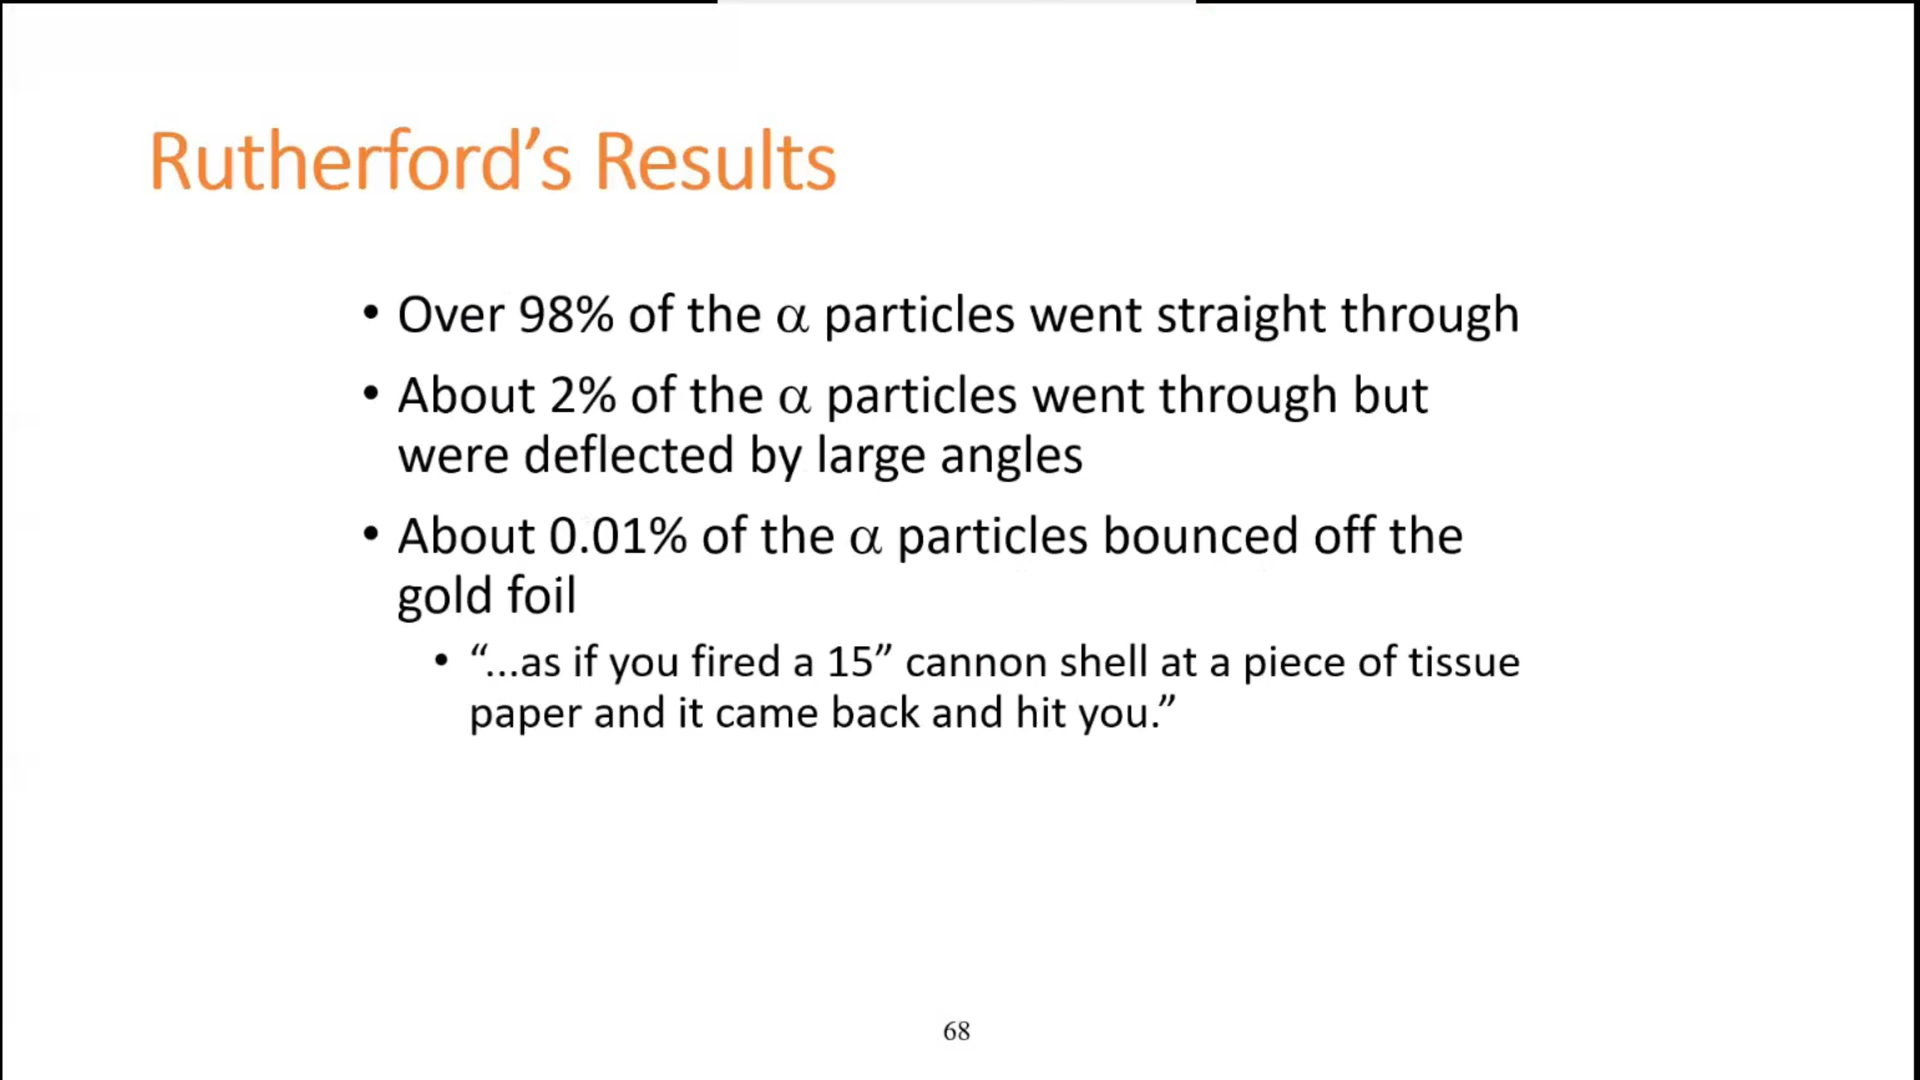 Rutherford’s Results
• Over 98% of the α particles went straight through
• About 2% of the α particles went through but
were deflected by large angles
• About 0.01% of the α particles bounced off the
gold foil
• “...as if you fired a 15” cannon shell at a piece of tissue
paper and it came back and hit you.”
68